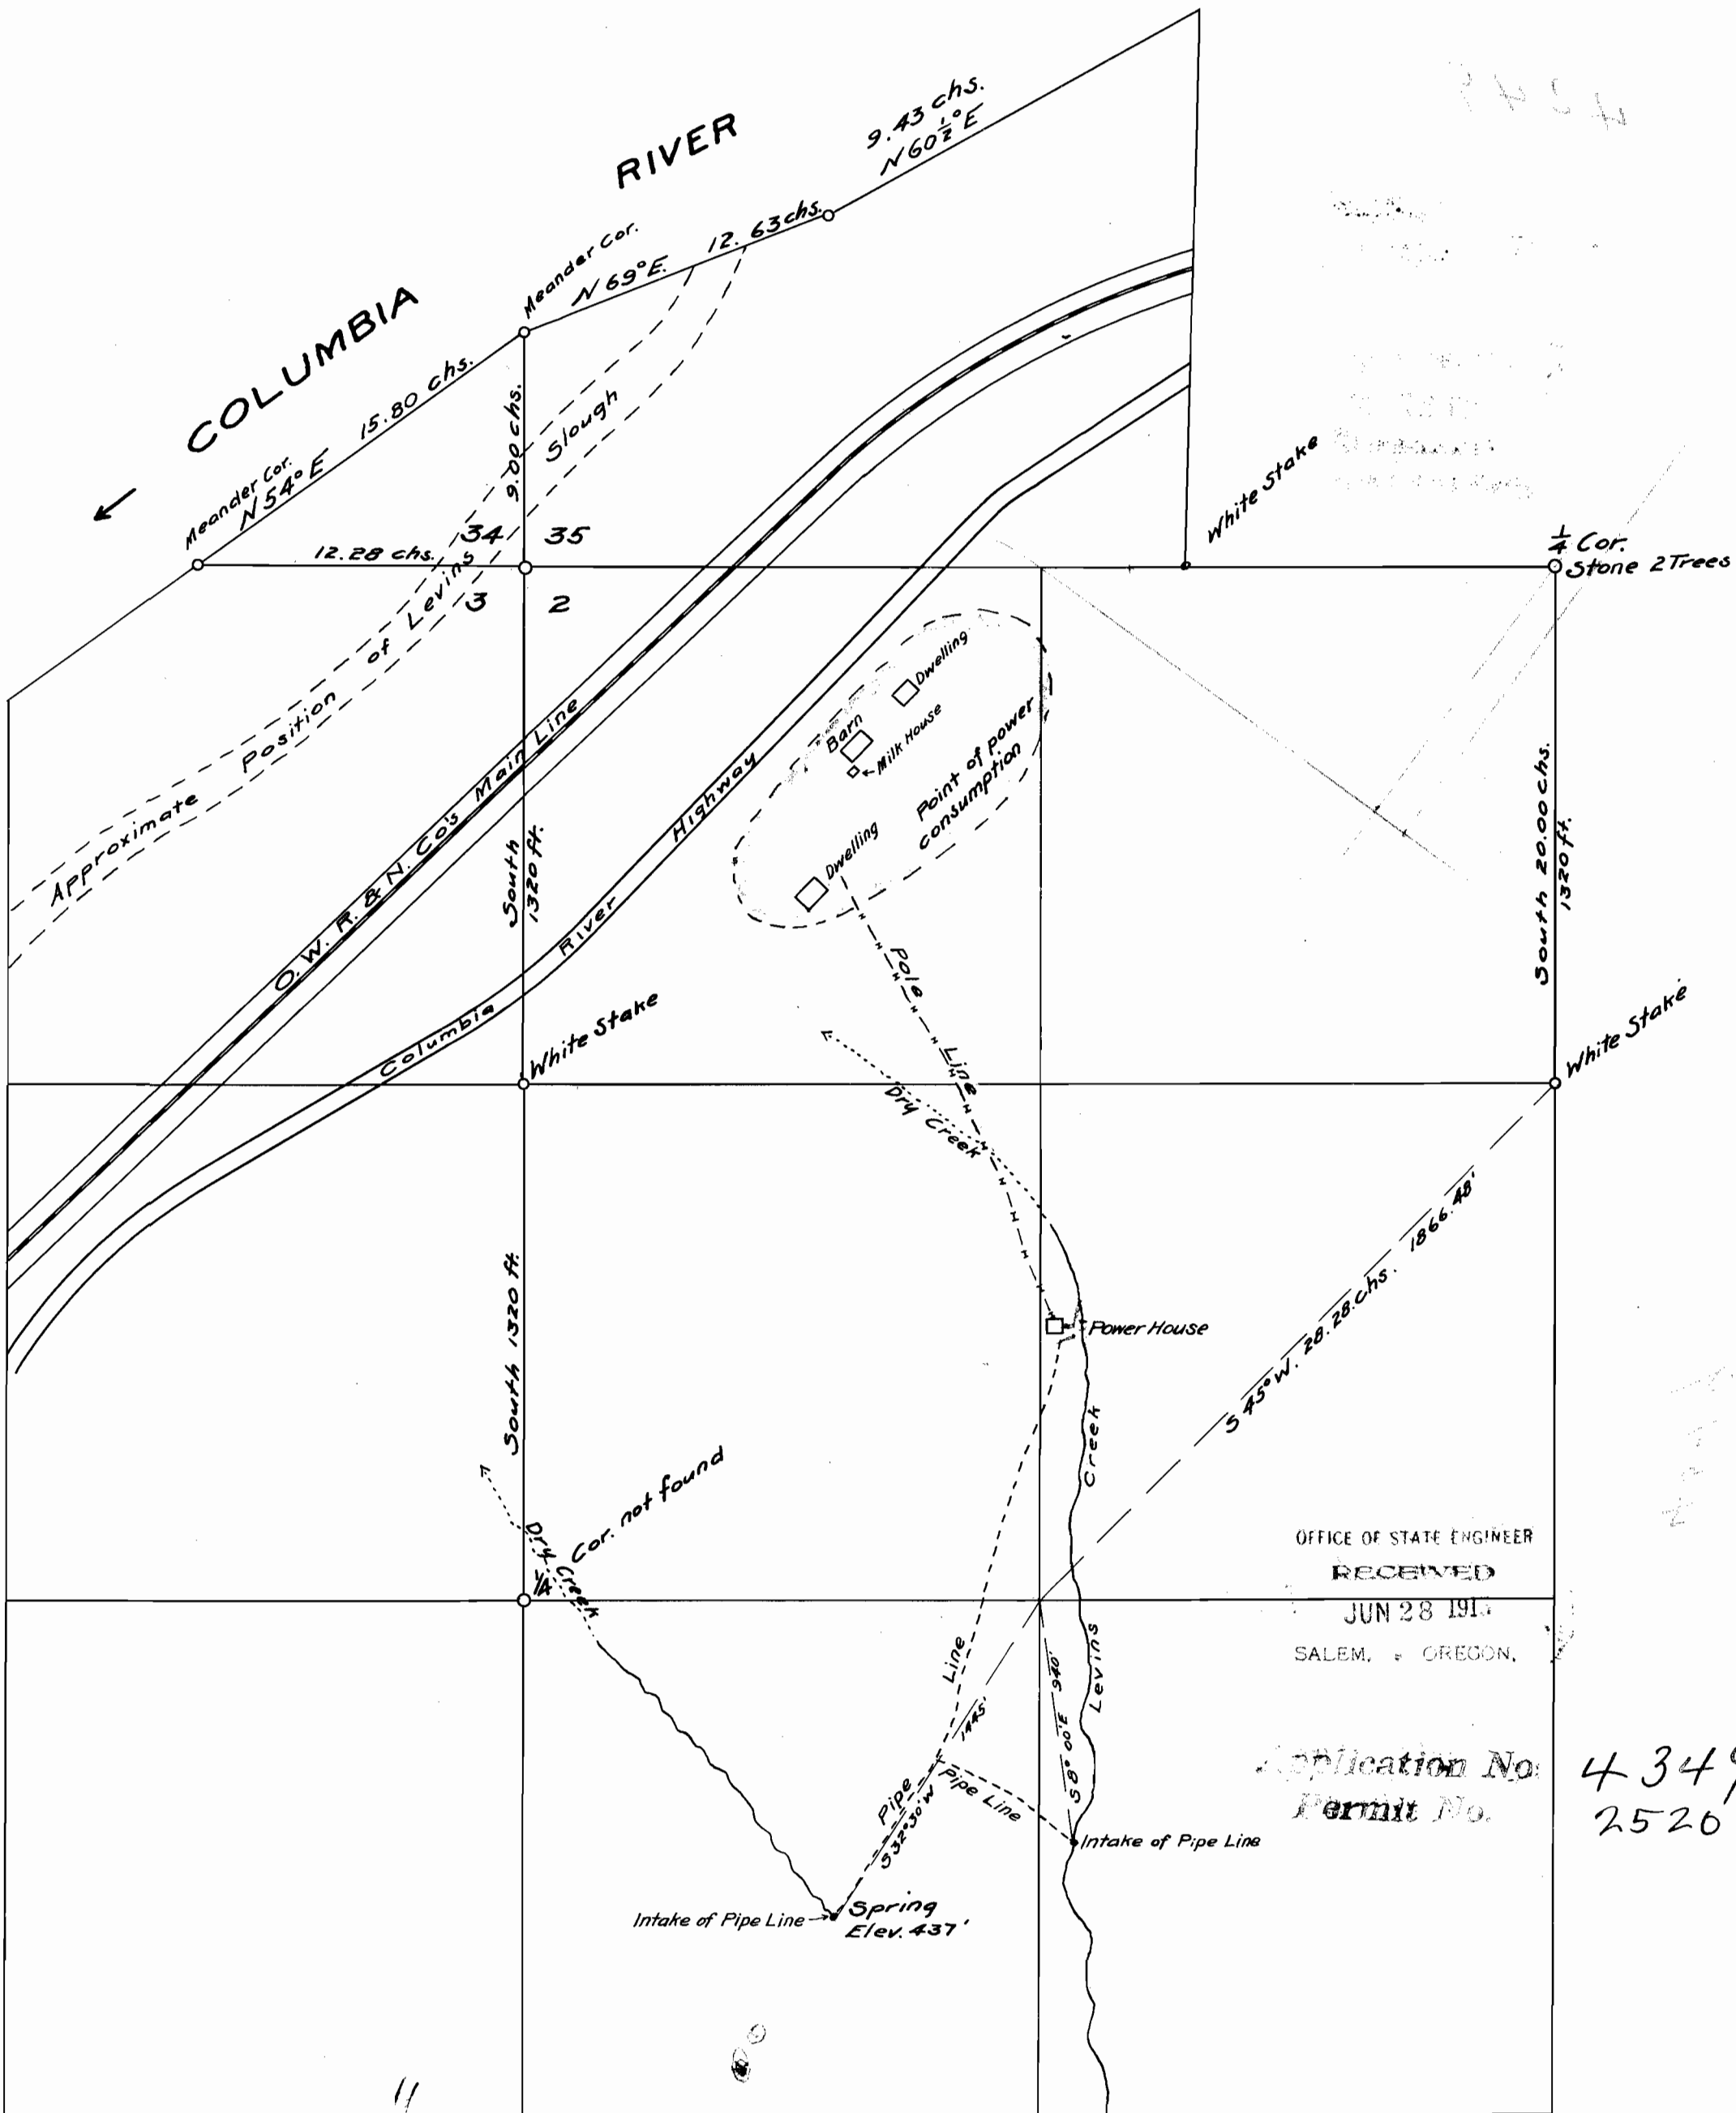 COLUMBIA RIVER
9.43 chs.
N 60½° E
Meander Cor.
12.63 chs.
N 69° E.
15.80 chs.
Meander Cor.
N 54° E
9.00 chs.
Slough
34 35
12.28 chs.
3 2
White Stake
¼ Cor.
Stone 2 Trees
Approximate Position of Levins
O. W. R. & N. Co's Main Line
Columbia River Highway
Dwelling
Barn
Milk House
Point of power
consumption
Dwelling
South
1320 ft.
South 20.00 chs.
1320 ft.
Pole Line
White Stake
White Stake
Dry Creek
South 1320 ft.
Power House
S 45° W. 28.28 chs. 1866.48'
Levins Creek
Dry Creek
¼ Cor. not found
OFFICE OF STATE ENGINEER
RECEIVED
JUN 28 191
SALEM, OREGON,
Pipe Line
1445'
S 32° 30' W
S 8° 00' E 940'
Pipe Line
Intake of Pipe Line
Application No. 4349
Permit No. 2520
Intake of Pipe Line
Spring
Elev. 437'
11